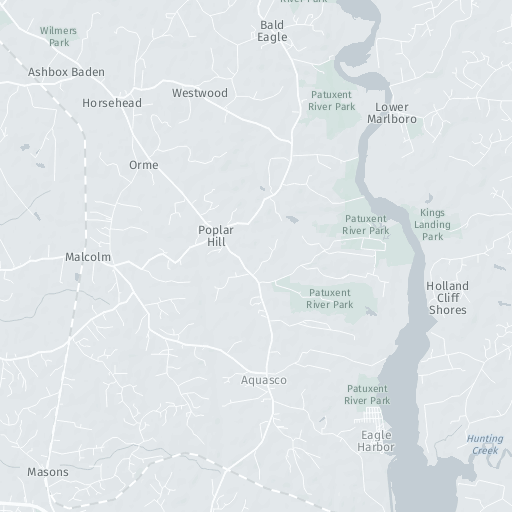 River Park
Bald
Eagle
Wilmers
Park
Ashbox Baden
Westwood
Horsehead
Patuxent
River Park
Lower
Marlboro
Orme
Patuxent
River Park
Kings
Landing
Park
Poplar
Hill
Malcolm
Patuxent
River Park
Holland
Cliff
Shores
Aquasco
Patuxent
River Park
Eagle
Harbor
Hunting
Creek
Masons